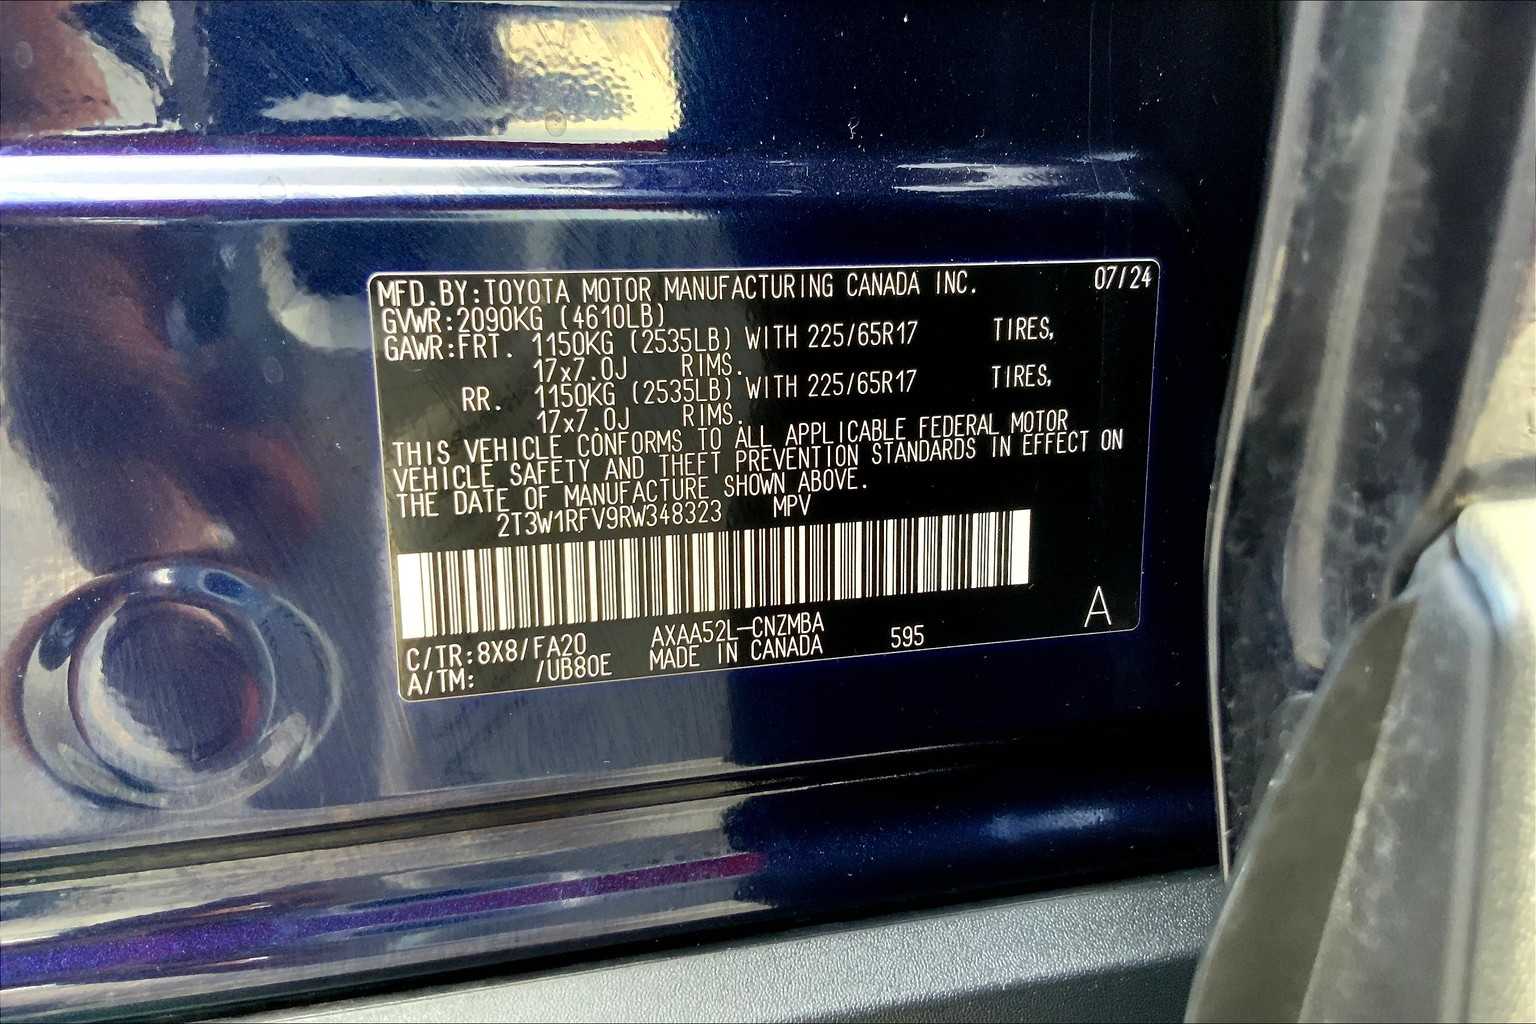 MFD.BY:TOYOTA MOTOR MANUFACTURING CANADA INC. 07/24
GVWR:2090KG (4610LB)
GAWR:FRT. 1150KG (2535LB) WITH 225/65R17 TIRES,
17x7.0J RIMS.
RR. 1150KG (2535LB) WITH 225/65R17 TIRES,
17x7.0J RIMS.
THIS VEHICLE CONFORMS TO ALL APPLICABLE FEDERAL MOTOR
VEHICLE SAFETY AND THEFT PREVENTION STANDARDS IN EFFECT ON
THE DATE OF MANUFACTURE SHOWN ABOVE.
2T3W1RFV9RW348323 MPV
A
C/TR:8X8/FA20 AXAA52L-CNZMBA 595
A/TM: /UB80E MADE IN CANADA